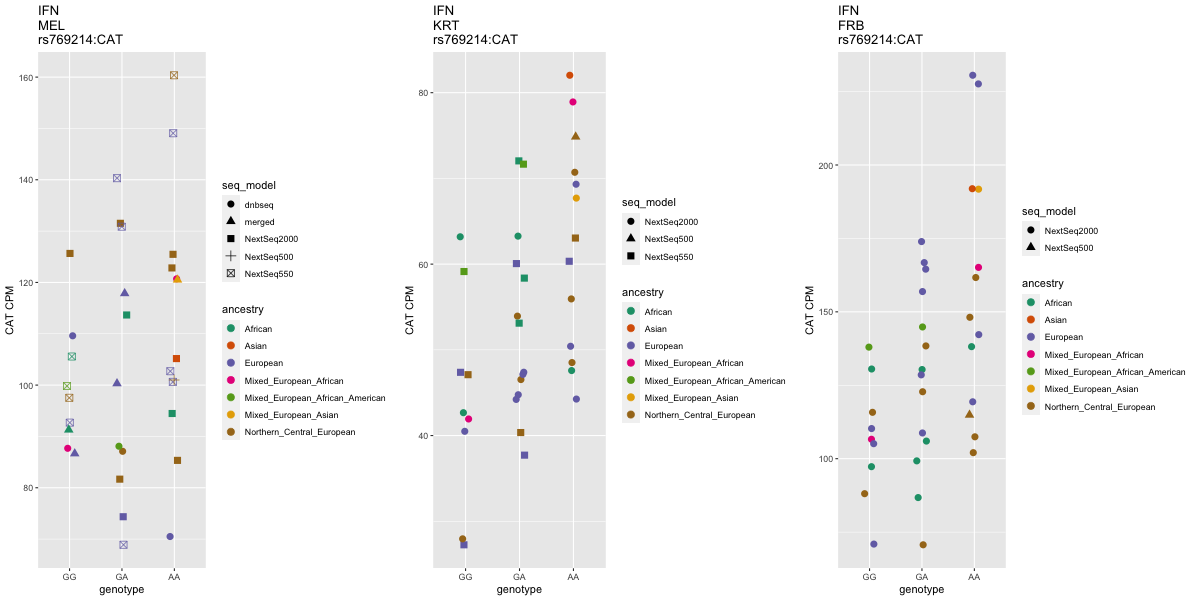 IFN
MEL
rs769214:CAT
CAT CPM
160
140
120
100
80
GG
GA
AA
genotype
seq_model
dnbseq
merged
NextSeq2000
NextSeq500
NextSeq550
ancestry
African
Asian
European
Mixed_European_African
Mixed_European_African_American
Mixed_European_Asian
Northern_Central_European
IFN
KRT
rs769214:CAT
CAT CPM
80
60
40
GG
GA
AA
genotype
seq_model
NextSeq2000
NextSeq500
NextSeq550
ancestry
African
Asian
European
Mixed_European_African
Mixed_European_African_American
Mixed_European_Asian
Northern_Central_European
IFN
FRB
rs769214:CAT
CAT CPM
200
150
100
GG
GA
AA
genotype
seq_model
NextSeq2000
NextSeq500
ancestry
African
Asian
European
Mixed_European_African
Mixed_European_African_American
Mixed_European_Asian
Northern_Central_European